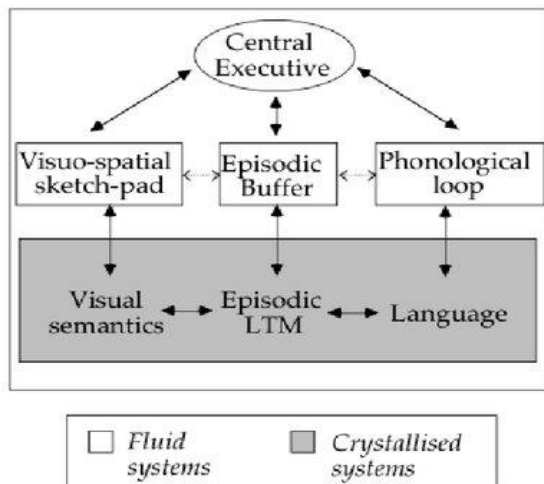 Central
Executive
Visuo-spatial
sketch-pad
Episodic
Buffer
Phonological
loop
Visual
semantics
Episodic
LTM
Language
Fluid
systems
Crystallised
systems